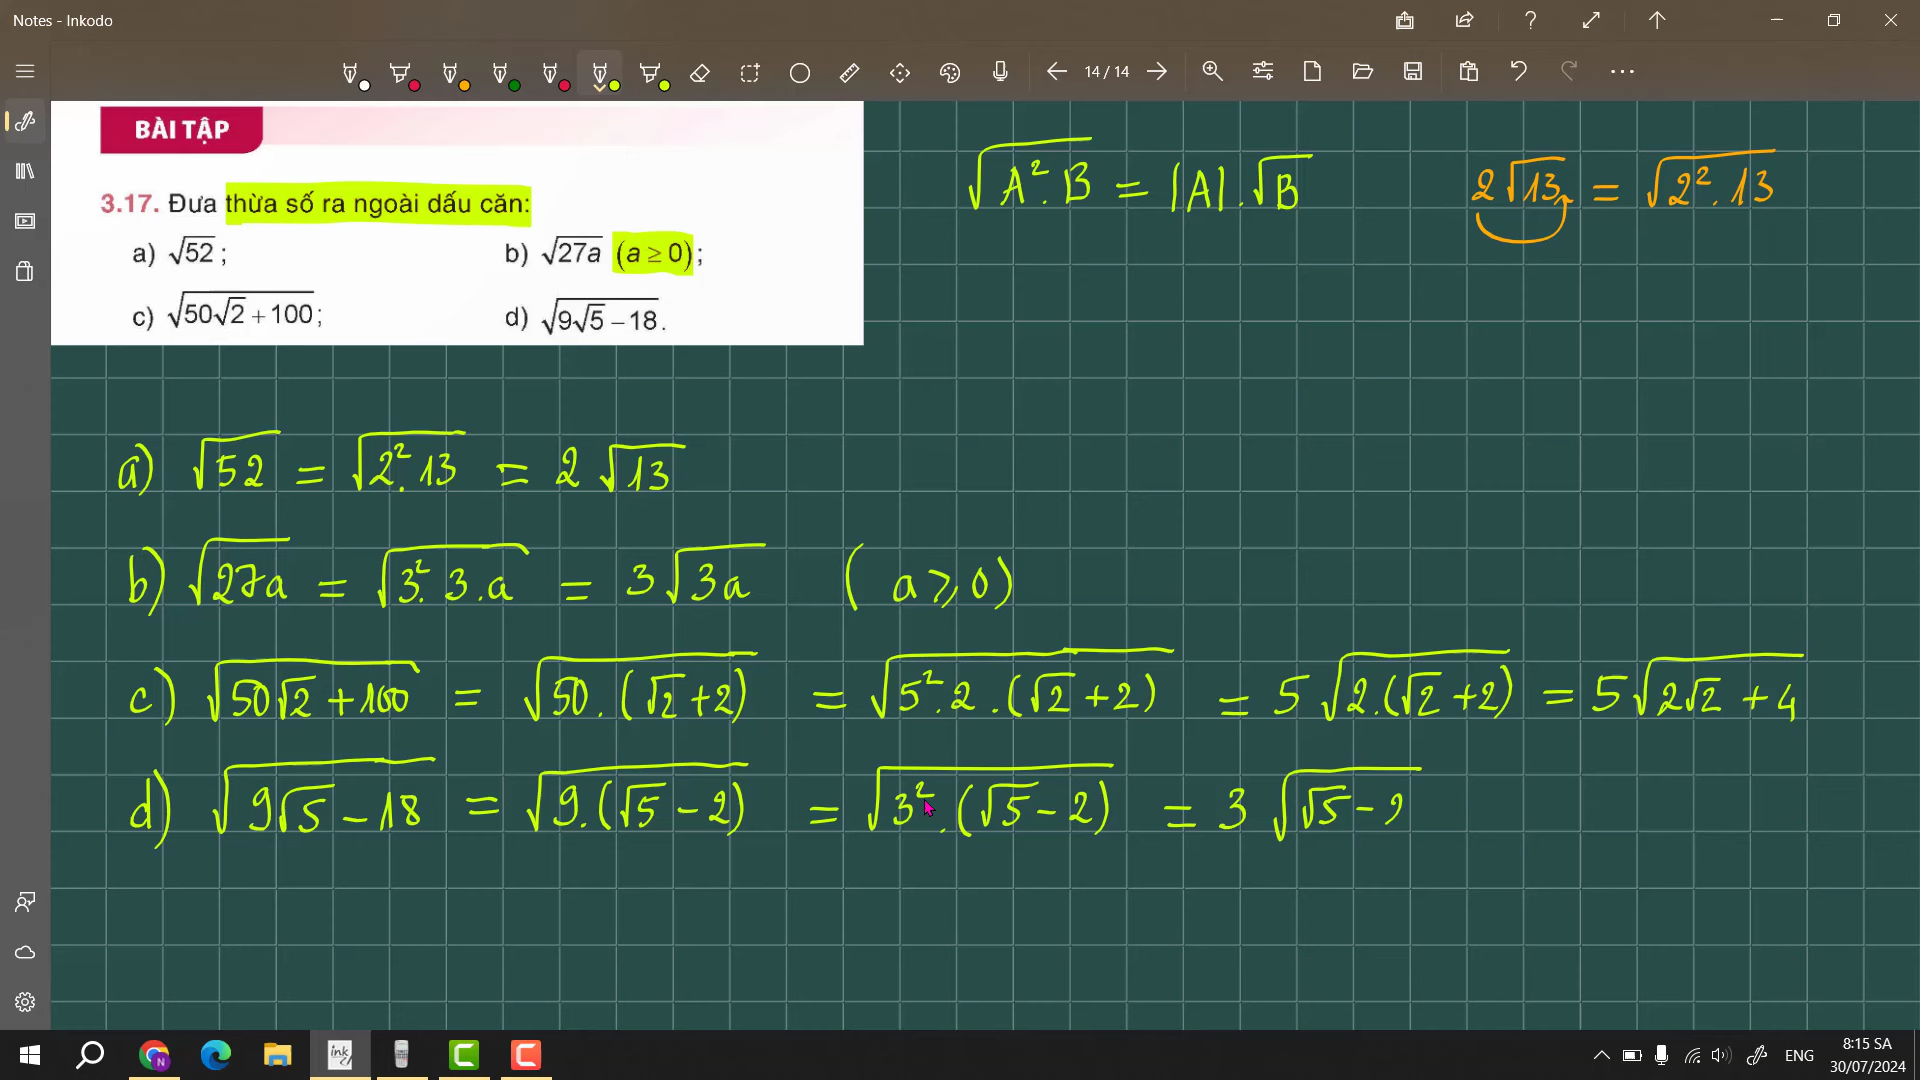 Notes - Inkodo
14 / 14
BÀI TẬP
3.17. Đưa thừa số ra ngoài dấu căn:
a) √52 ; b) √27a (a ≥ 0) ;
c) √(50√2 + 100) ; d) √(9√5 − 18) .
√(A² . B) = |A| . √B
2√13 = √(2² . 13)
a) √52 = √(2² . 13) = 2 √13
b) √27a = √(3² . 3 . a) = 3√3a ( a ≥ 0)
c) √(50√2 + 100) = √(50 . (√2 + 2)) = √(5² . 2 . (√2 + 2)) = 5 √(2 . (√2 + 2)) = 5√(2√2 + 4)
d) √(9√5 − 18) = √(9 . (√5 − 2)) = √(3² . (√5 − 2)) = 3 √(√5 − 2)
ink
ENG
8:15 SA
30/07/2024